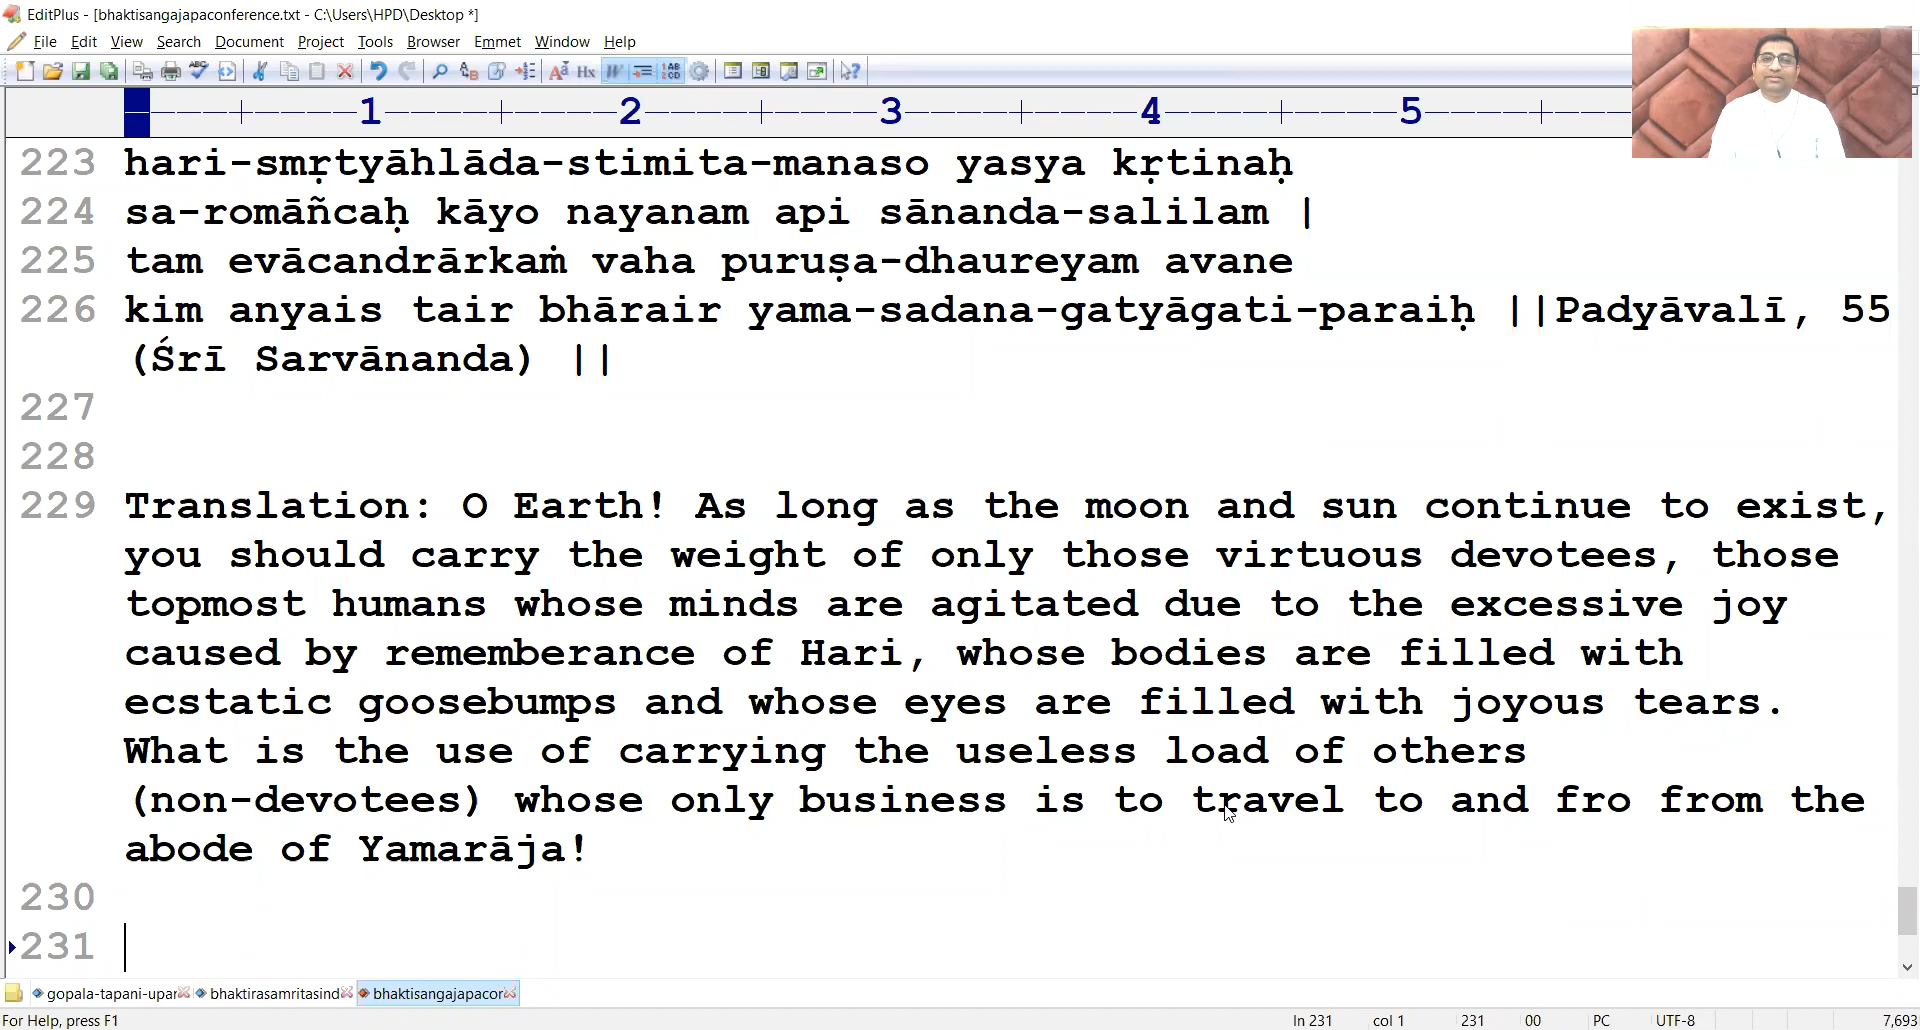 EditPlus - [bhaktisangajapaconference.txt - C:\Users\HPD\Desktop *]
File Edit View Search Document Project Tools Browser Emmet Window Help
1 2 3 4 5
223 hari-smṛtyāhlāda-stimita-manaso yasya kṛtinaḥ
224 sa-romāñcaḥ kāyo nayanam api sānanda-salilam |
225 tam evācandrārkaṁ vaha puruṣa-dhaureyam avane
226 kim anyais tair bhārair yama-sadana-gatyāgati-paraiḥ ||Padyāvalī, 55
(Śrī Sarvānanda) ||
227
228
229 Translation: O Earth! As long as the moon and sun continue to exist,
you should carry the weight of only those virtuous devotees, those
topmost humans whose minds are agitated due to the excessive joy
caused by rememberance of Hari, whose bodies are filled with
ecstatic goosebumps and whose eyes are filled with joyous tears.
What is the use of carrying the useless load of others
(non-devotees) whose only business is to travel to and fro from the
abode of Yamarāja!
230
231
gopala-tapani-upar bhaktirasamritasind bhaktisangajapacor
For Help, press F1 ln 231 col 1 231 00 PC UTF-8 7,693